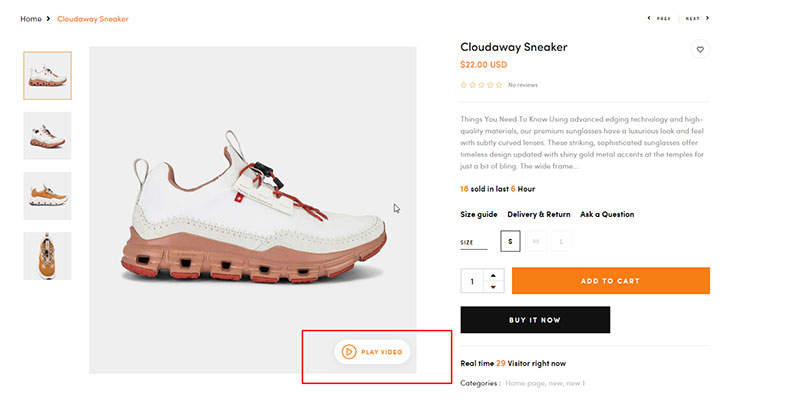 Home > Cloudaway Sneaker
PREV | NEXT
Cloudaway Sneaker
$22.00 USD
No reviews
Things You Need To Know Using advanced edging technology and high-
quality materials, our premium sunglasses have a luxurious look and feel
with subtly curved lenses. These striking, sophisticated sunglasses offer
timeless design updated with shiny gold metal accents at the temples for
just a bit of bling. The wide frame...
18 sold in last 6 Hour
Size guide Delivery & Return Ask a Question
SIZE S M L
1 ADD TO CART
BUY IT NOW
PLAY VIDEO
Real time 29 Visitor right now
Categories : Home page, new, new 1